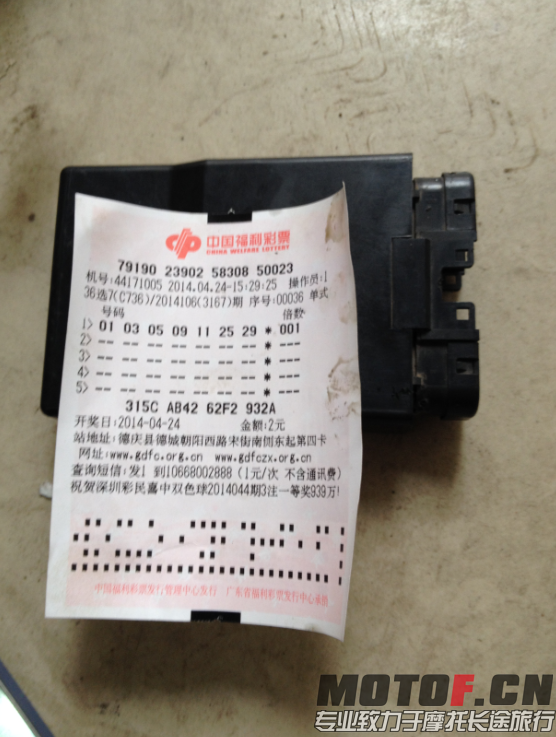 中国福利彩票
CHINA WELFARE LOTTERY
79190 23902 58308 50023
机号:44171005 2014.04.24-15:29:25 操作员:1
36选7(C736)/2014106(3167)期 序号:00036 单式
号码 倍数
1> 01 03 05 09 11 25 29 * 001
2> -- -- -- -- -- -- -- *
3> -- -- -- -- -- -- -- *
4> -- -- -- -- -- -- -- *
5> -- -- -- -- -- -- -- *
315C AB42 62F2 932A
开奖日:2014-04-24 金额:2元
站地址: 德庆县德城朝阳西路宋街南侧东起第四卡
网址:www.gdfc.org.cn www.gdfczx.org.cn
查询短信:发1 到10668002888 (1元/次 不含通讯费)
祝贺深圳彩民喜中双色球2014044期3注一等奖939万!
中国福利彩票发行管理中心发行 广东省福利彩票发行中心承销
MOTOF.CN
专业致力于摩托长途旅行